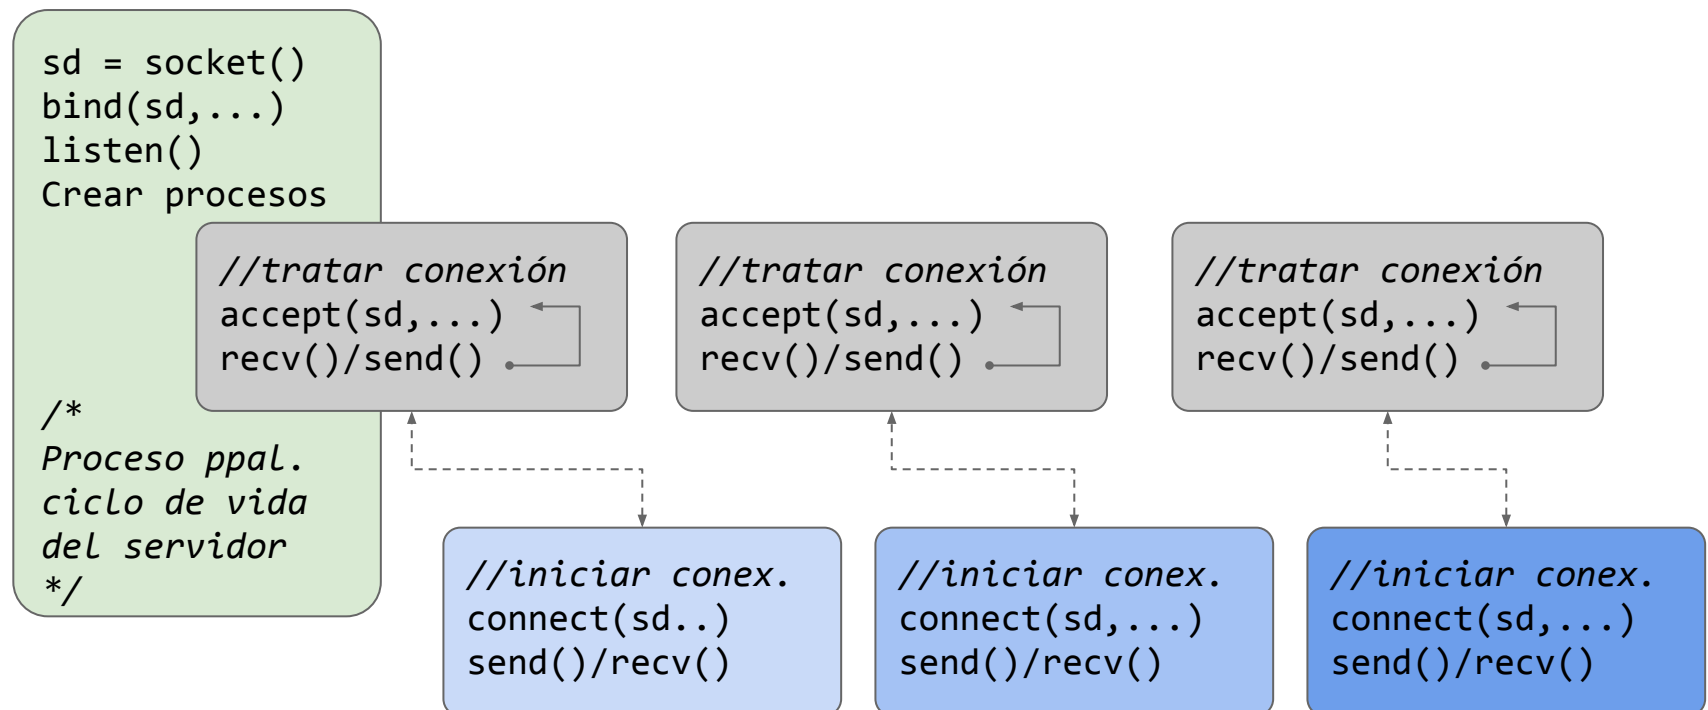 sd = socket()
bind(sd,...)
listen()
Crear procesos
//tratar conexión
accept(sd,...)
recv()/send()
//tratar conexión
accept(sd,...)
recv()/send()
//tratar conexión
accept(sd,...)
recv()/send()
/*
Proceso ppal.
ciclo de vida
del servidor
*/
//iniciar conex.
connect(sd..)
send()/recv()
//iniciar conex.
connect(sd,...)
send()/recv()
//iniciar conex.
connect(sd,...)
send()/recv()